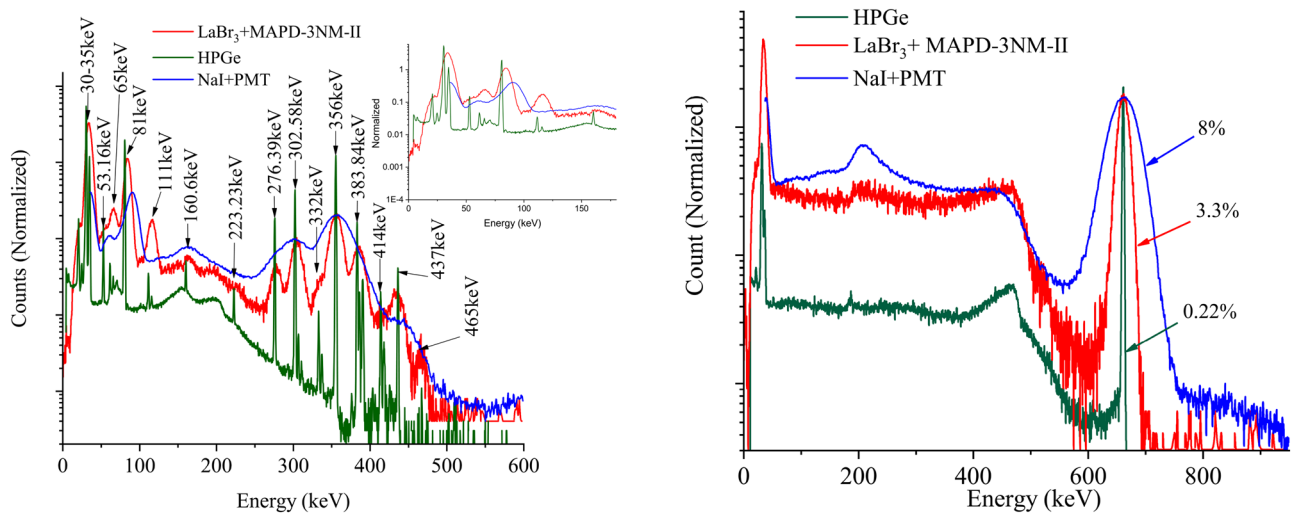 LaBr₃+MAPD-3NM-II
HPGe
NaI+PMT
30-35keV
65keV
53.16keV
81keV
111keV
160.6keV
223.23keV
276.39keV
302.58keV
332keV
356keV
383.84keV
414keV
437keV
465keV
Counts (Normalized)
0
100
200
300
400
500
600
Energy (keV)
Normalized
1
0.1
0.01
0.001
1E-4
0
50
100
150
Energy (keV)
HPGe
LaBr₃+ MAPD-3NM-II
NaI+PMT
8%
3.3%
0.22%
Count (Normalized)
0
200
400
600
800
Energy (keV)